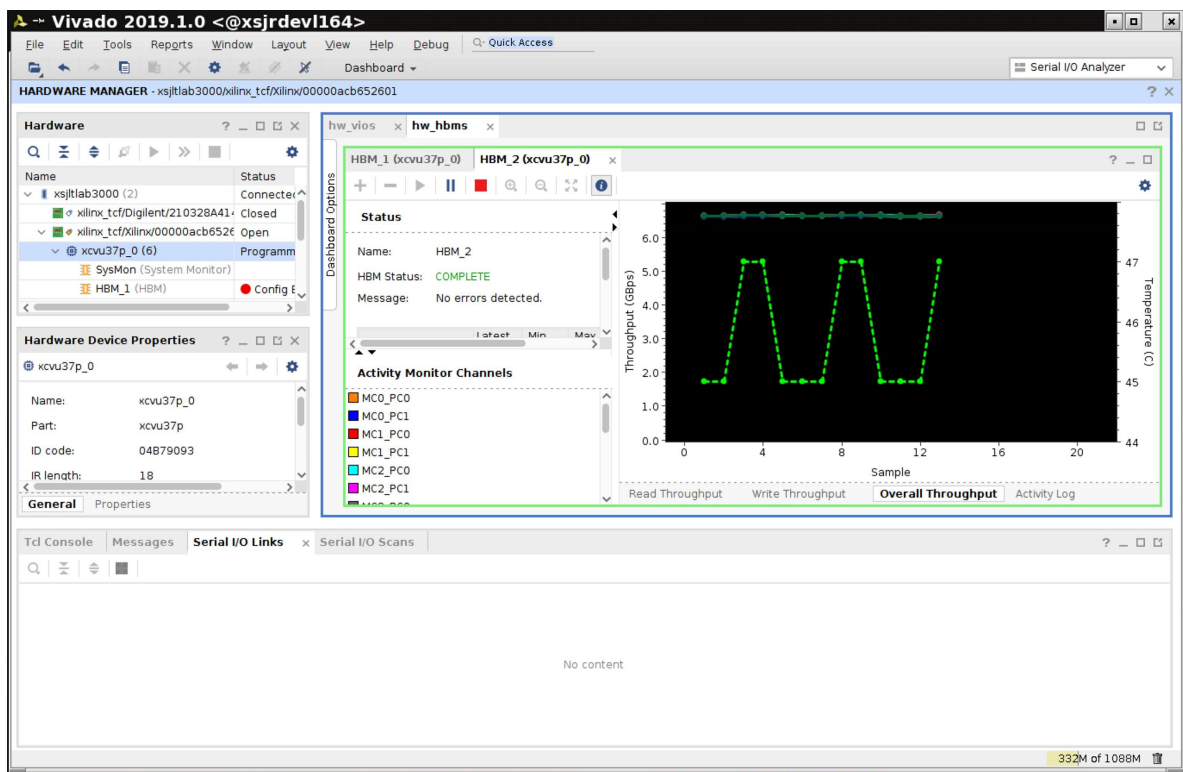 Vivado 2019.1.0 <@xsjrdevl164>
File Edit Tools Reports Window Layout View Help Debug Quick Access
Dashboard Serial I/O Analyzer
HARDWARE MANAGER - xsjltlab3000/xilinx_tcf/Xilinx/00000acb652601
Hardware
Name Status
xsjltlab3000 (2) Connected
xilinx_tcf/Digilent/210328A41 Closed
xilinx_tcf/Xilinx/00000acb6526 Open
xcvu37p_0 (6) Programm
SysMon (System Monitor)
HBM_1 (HBM) Config E
Hardware Device Properties
xcvu37p_0
Name: xcvu37p_0
Part: xcvu37p
ID code: 04B79093
IR length: 18
General Properties
hw_vios hw_hbms
Dashboard Options
HBM_1 (xcvu37p_0) HBM_2 (xcvu37p_0)
Status
Name: HBM_2
HBM Status: COMPLETE
Message: No errors detected.
Latest Min Max
Activity Monitor Channels
MC0_PC0
MC0_PC1
MC1_PC0
MC1_PC1
MC2_PC0
MC2_PC1
Throughput (GBps)
6.0
5.0
4.0
3.0
2.0
1.0
0.0
47
46
45
44
Temperature (C)
0 4 8 12 16 20
Sample
Read Throughput Write Throughput Overall Throughput Activity Log
Tcl Console Messages Serial I/O Links Serial I/O Scans
No content
332M of 1088M